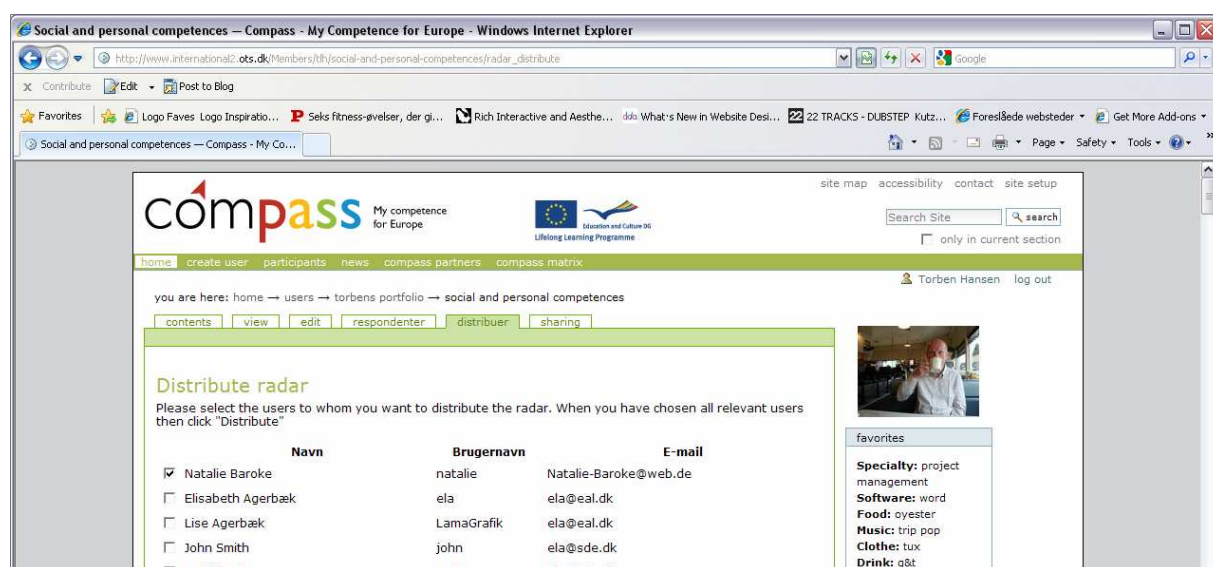 Social and personal competences — Compass - My Competence for Europe - Windows Internet Explorer
http://www.international2.ots.dk/Members/tlh/social-and-personal-competences/radar_distribute
Google
x Contribute Edit Post to Blog
Favorites Logo Faves Logo Inspiratio... Seks fitness-øvelser, der gi... Rich Interactive and Aesthe... What's New in Website Desi... 22 22 TRACKS - DUBSTEP Kutz... Foreslåede websteder Get More Add-ons
Social and personal competences — Compass - My Co...
Page Safety Tools
site map accessibility contact site setup
compass My competence
for Europe
Education and Culture DG
Lifelong Learning Programme
Search Site search
only in current section
home create user participants news compass partners compass matrix
Torben Hansen log out
you are here: home → users → torbens portfolio → social and personal competences
contents view edit respondenter distribuer sharing
Distribute radar
Please select the users to whom you want to distribute the radar. When you have chosen all relevant users
then click "Distribute"
Navn Brugernavn E-mail
Natalie Baroke natalie Natalie-Baroke@web.de
Elisabeth Agerbæk ela ela@eal.dk
Lise Agerbæk LamaGrafik ela@eal.dk
John Smith john ela@sde.dk
favorites
Specialty: project
management
Software: word
Food: oyester
Music: trip pop
Clothe: tux
Drink: g&t